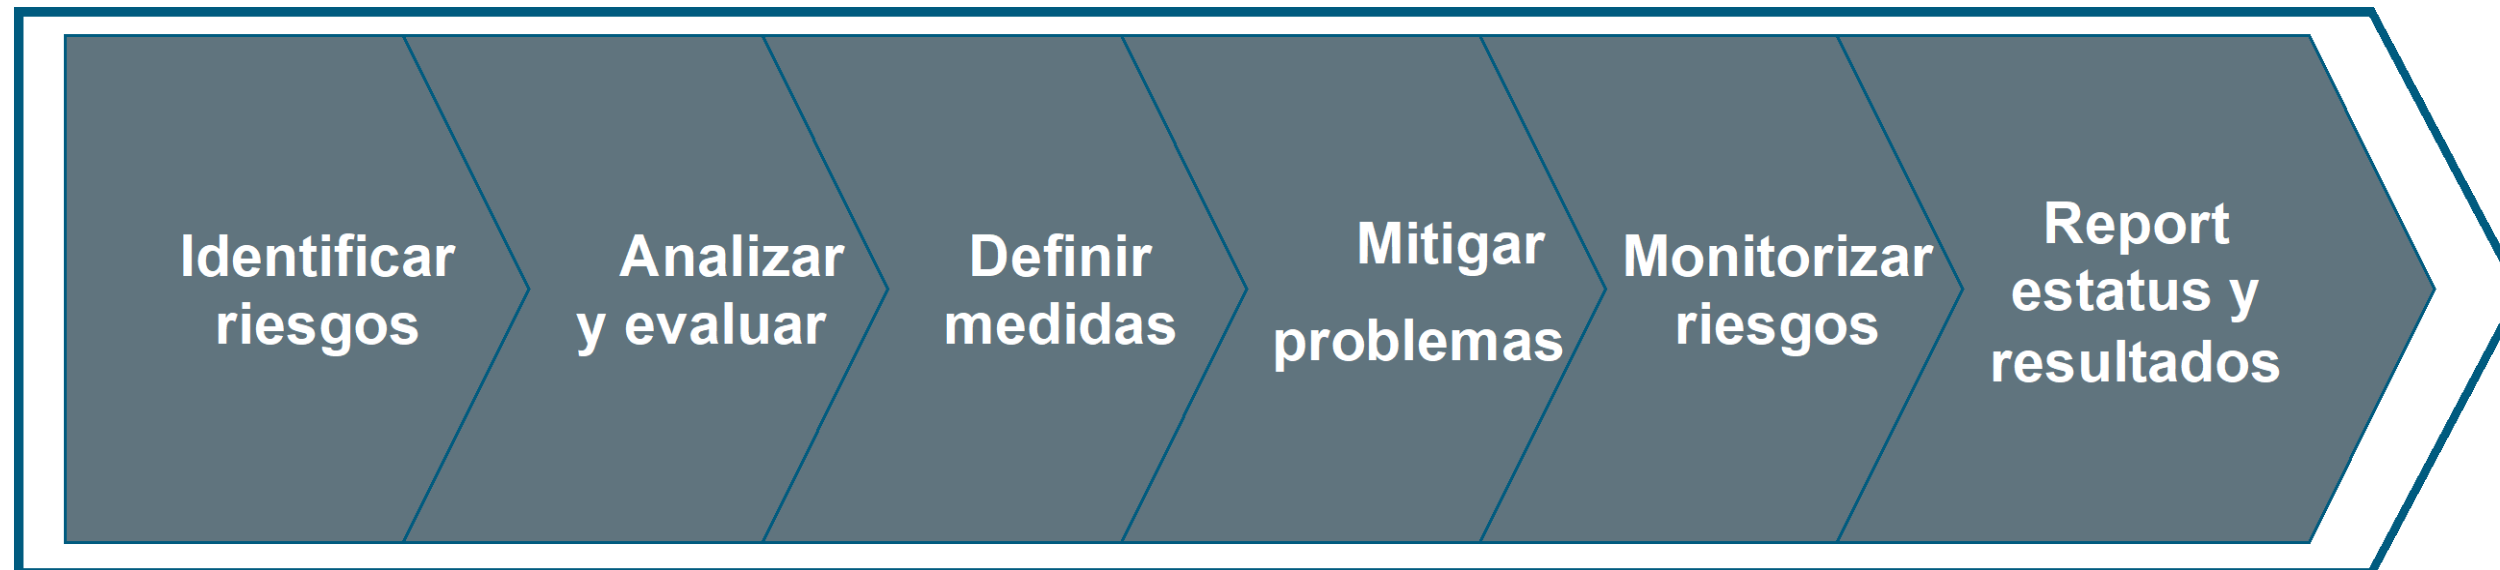 Identificar
riesgos
Analizar
y evaluar
Definir
medidas
Mitigar
problemas
Monitorizar
riesgos
Report
estatus y
resultados